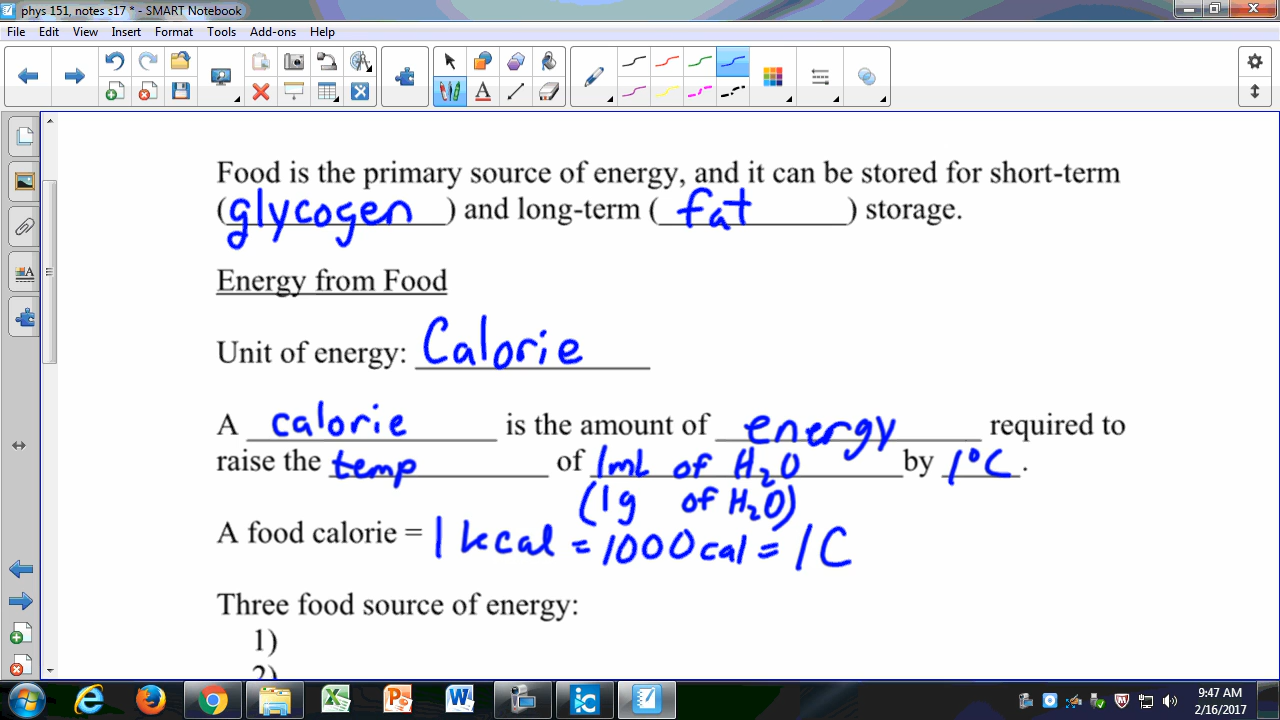 phys 151, notes s17 * - SMART Notebook
File Edit View Insert Format Tools Add-ons Help
Food is the primary source of energy, and it can be stored for short-term
(glycogen) and long-term (fat) storage.
Energy from Food
Unit of energy: Calorie
A calorie is the amount of energy required to
raise the temp of 1mL of H₂O by 1°C.
(1g of H₂O)
A food calorie = 1 kcal = 1000cal = 1C
Three food source of energy:
1)
2)
9:47 AM
2/16/2017